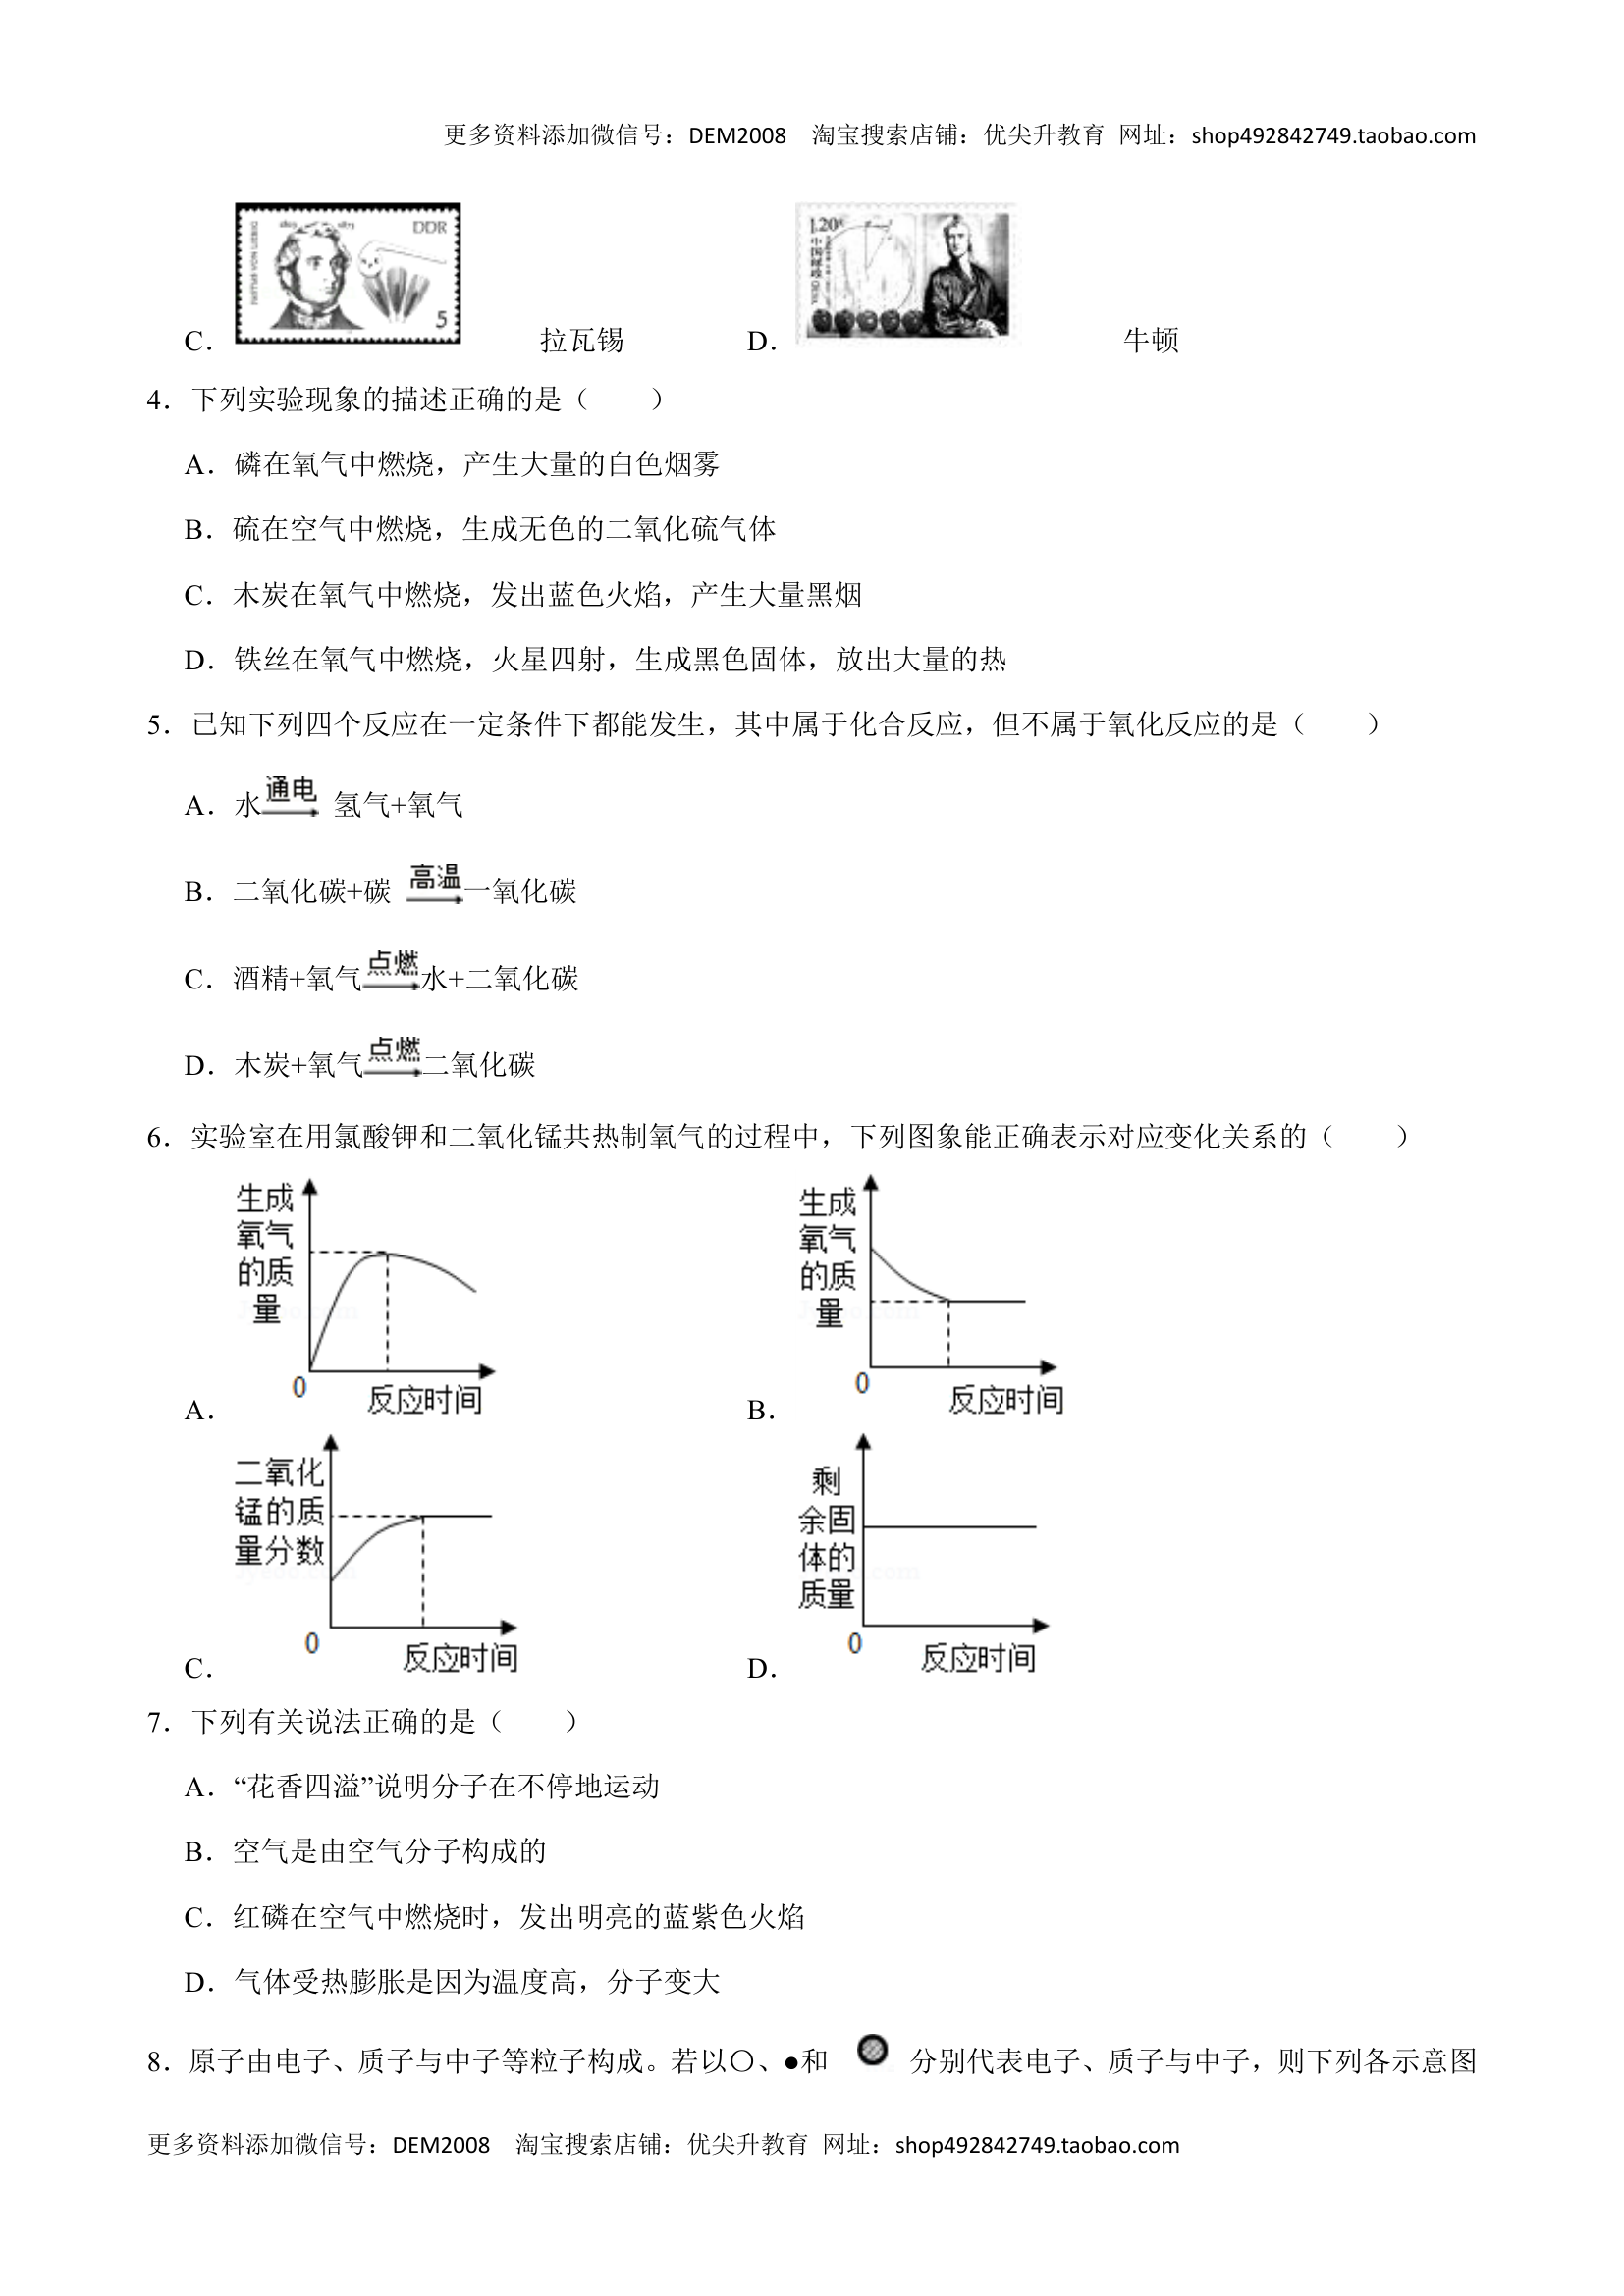 更多资料添加微信号：DEM2008 淘宝搜索店铺：优尖升教育 网址：shop492842749.taobao.com
DDR
5
1.20
中国邮政
C． 拉瓦锡 D． 牛顿
4．下列实验现象的描述正确的是（ ）
A．磷在氧气中燃烧，产生大量的白色烟雾
B．硫在空气中燃烧，生成无色的二氧化硫气体
C．木炭在氧气中燃烧，发出蓝色火焰，产生大量黑烟
D．铁丝在氧气中燃烧，火星四射，生成黑色固体，放出大量的热
5．已知下列四个反应在一定条件下都能发生，其中属于化合反应，但不属于氧化反应的是（ ）
通电
A．水 氢气+氧气
高温
B．二氧化碳+碳 一氧化碳
点燃
C．酒精+氧气 水+二氧化碳
点燃
D．木炭+氧气 二氧化碳
6．实验室在用氯酸钾和二氧化锰共热制氧气的过程中，下列图象能正确表示对应变化关系的（ ）
生成
氧气
的质
量
0
反应时间
A．
生成
氧气
的质
量
0
反应时间
B．
二氧化
锰的质
量分数
0
反应时间
C．
剩
余固
体的
质量
0
反应时间
D．
7．下列有关说法正确的是（ ）
A．“花香四溢”说明分子在不停地运动
B．空气是由空气分子构成的
C．红磷在空气中燃烧时，发出明亮的蓝紫色火焰
D．气体受热膨胀是因为温度高，分子变大
8．原子由电子、质子与中子等粒子构成。若以〇、●和 分别代表电子、质子与中子，则下列各示意图
更多资料添加微信号：DEM2008 淘宝搜索店铺：优尖升教育 网址：shop492842749.taobao.com